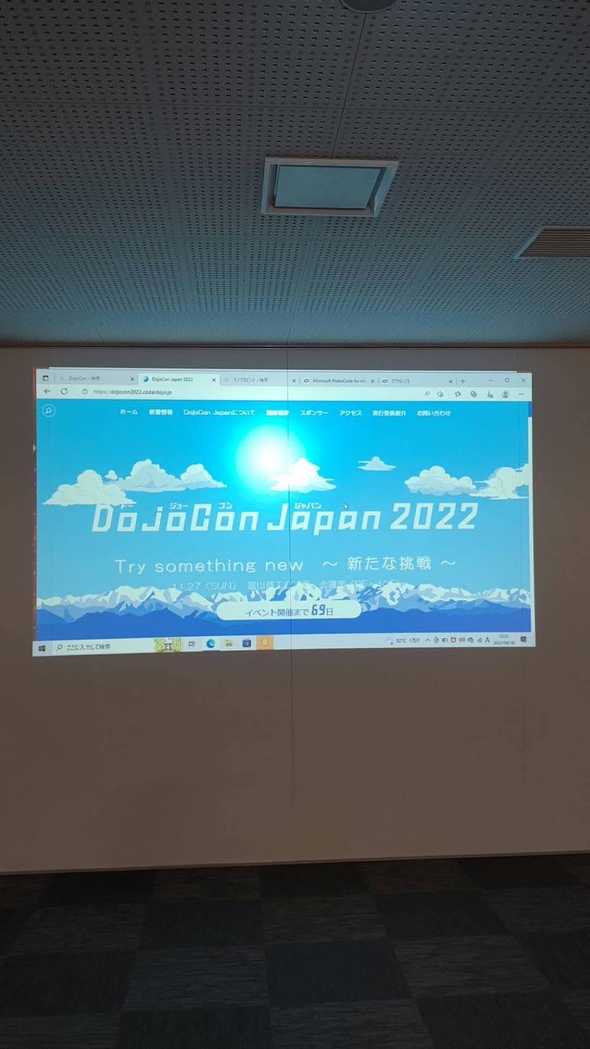 DojoCon Japan 2022
https://dojocon2022.coderdojo.jp
ホーム 新着情報 DojoCon Japanについて 開催概要 スポンサー アクセス 実行委員紹介 お問い合わせ
ドー ジョー コン ジャパン
DojoCon Japan 2022
Try something new ～ 新たな挑戦 ～
11.27 (SUN)
イベント開催まで 69日
ここに入力して検索